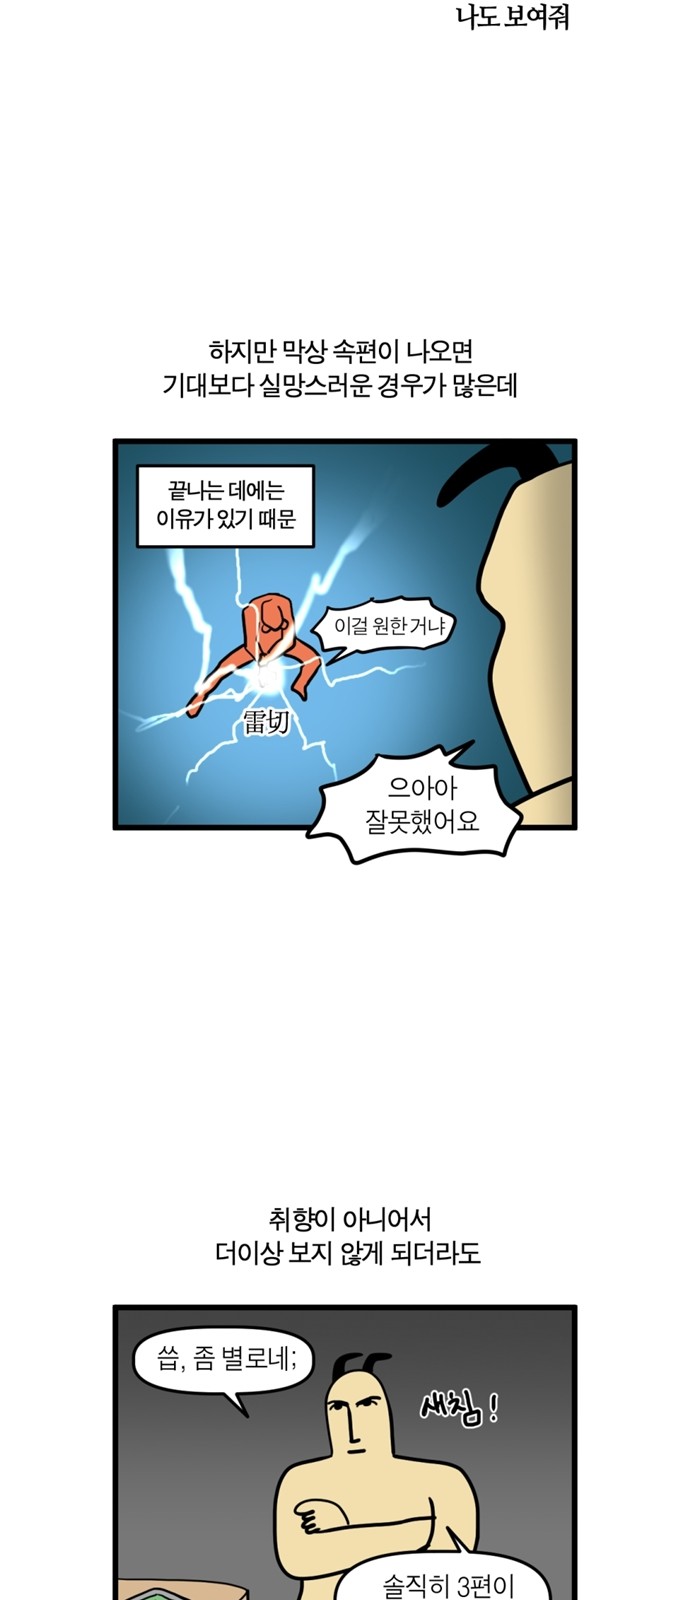 나도 보여줘
하지만 막상 속편이 나오면
기대보다 실망스러운 경우가 많은데
끝나는 데에는
이유가 있기 때문
이걸 원한 거냐
雷切
으아아
잘못했어요
취향이 아니어서
더이상 보지 않게 되더라도
씁, 좀 별로네;
새침!
솔직히 3편이